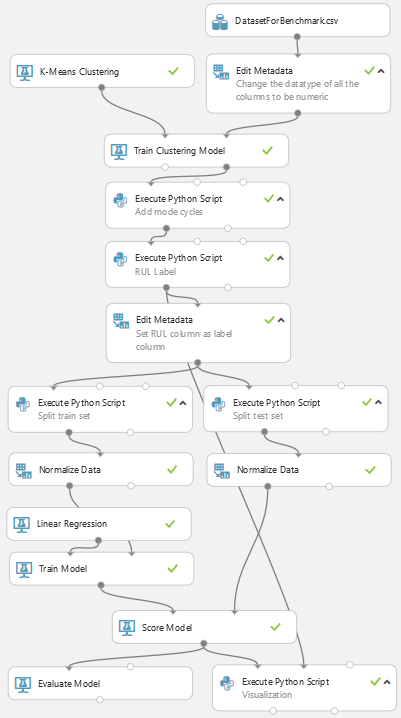 DatasetForBenchmark.csv
K-Means Clustering
Edit Metadata
Change the datatype of all the
columns to be numeric
Train Clustering Model
Execute Python Script
Add mode cycles
Execute Python Script
RUL Label
Edit Metadata
Set RUL column as label
column
Execute Python Script
Split train set
Execute Python Script
Split test set
Normalize Data
Normalize Data
Linear Regression
Train Model
Score Model
Evaluate Model
Execute Python Script
Visualization